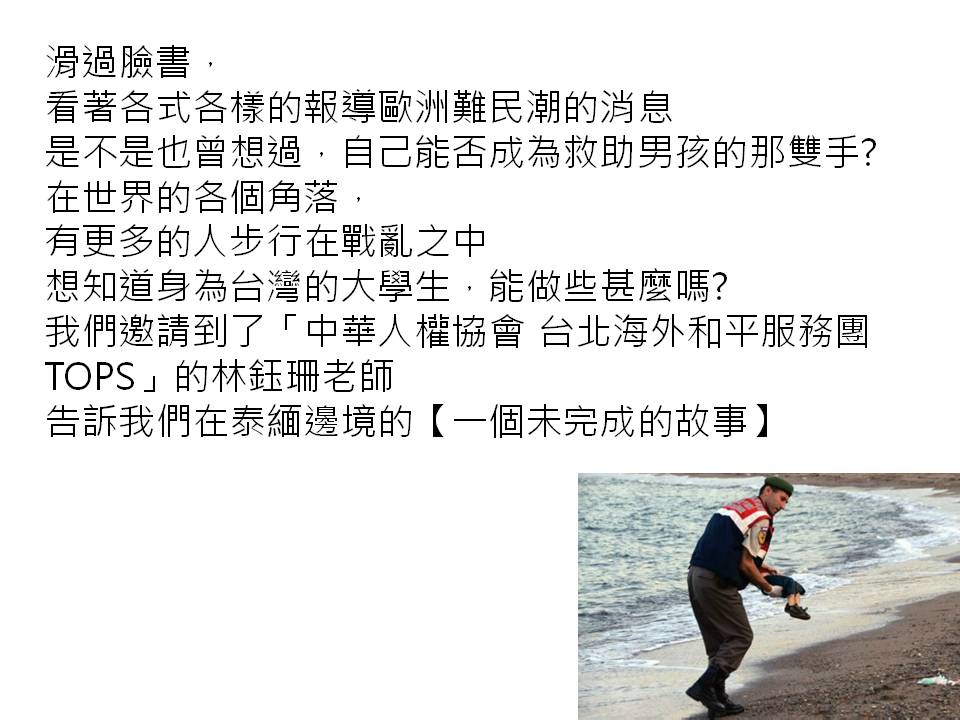 滑過臉書，
看著各式各樣的報導歐洲難民潮的消息
是不是也曾想過，自己能否成為救助男孩的那雙手?
在世界的各個角落，
有更多的人步行在戰亂之中
想知道身為台灣的大學生，能做些甚麼嗎?
我們邀請到了「中華人權協會 台北海外和平服務團
TOPS」的林鈺珊老師
告訴我們在泰緬邊境的【一個未完成的故事】